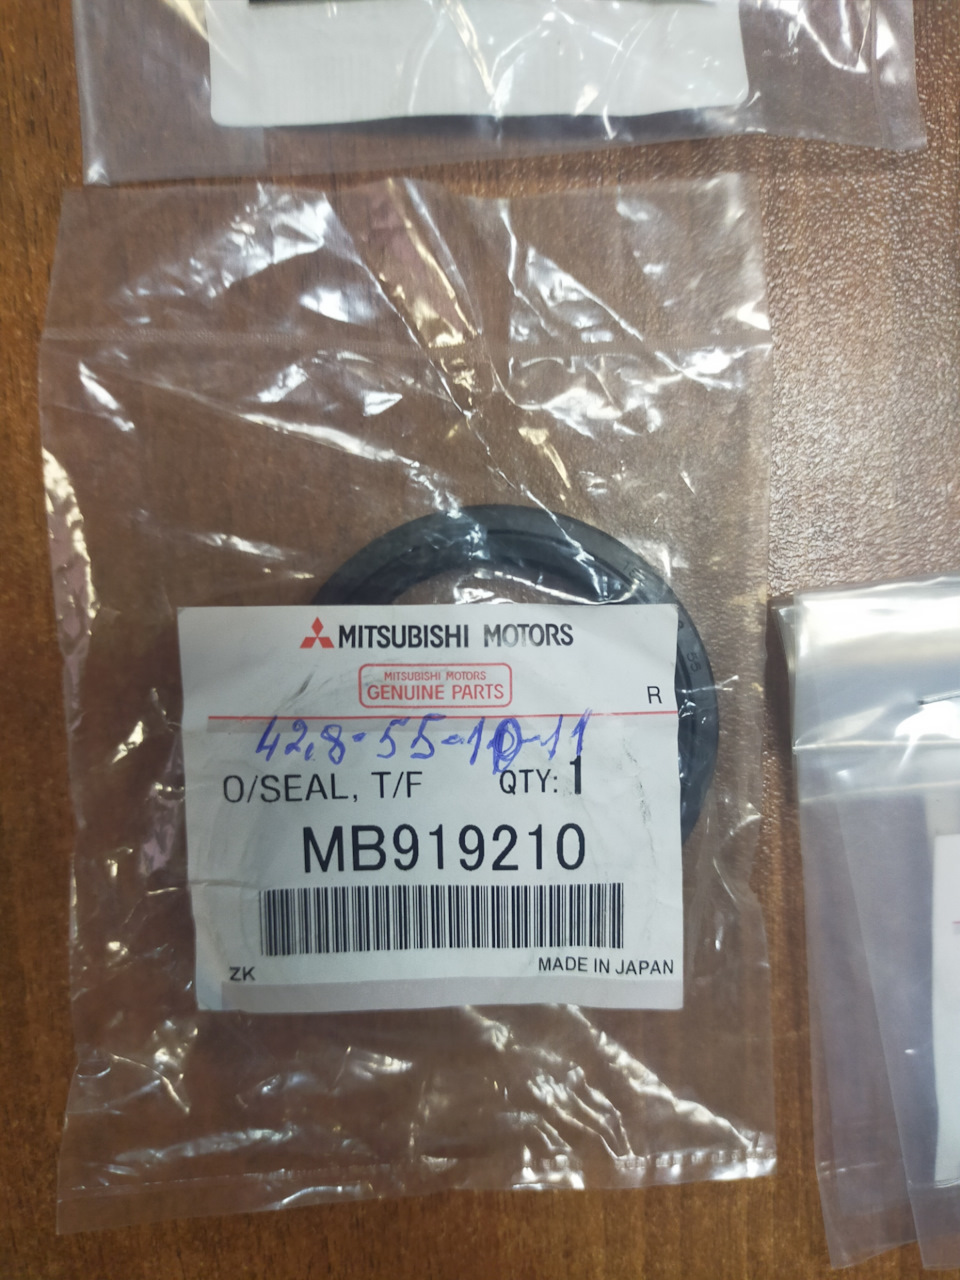 MITSUBISHI MOTORS
MITSUBISHI MOTORS
GENUINE PARTS
R
42,8-55-10-11
O/SEAL, T/F QTY: 1
MB919210
ZK MADE IN JAPAN